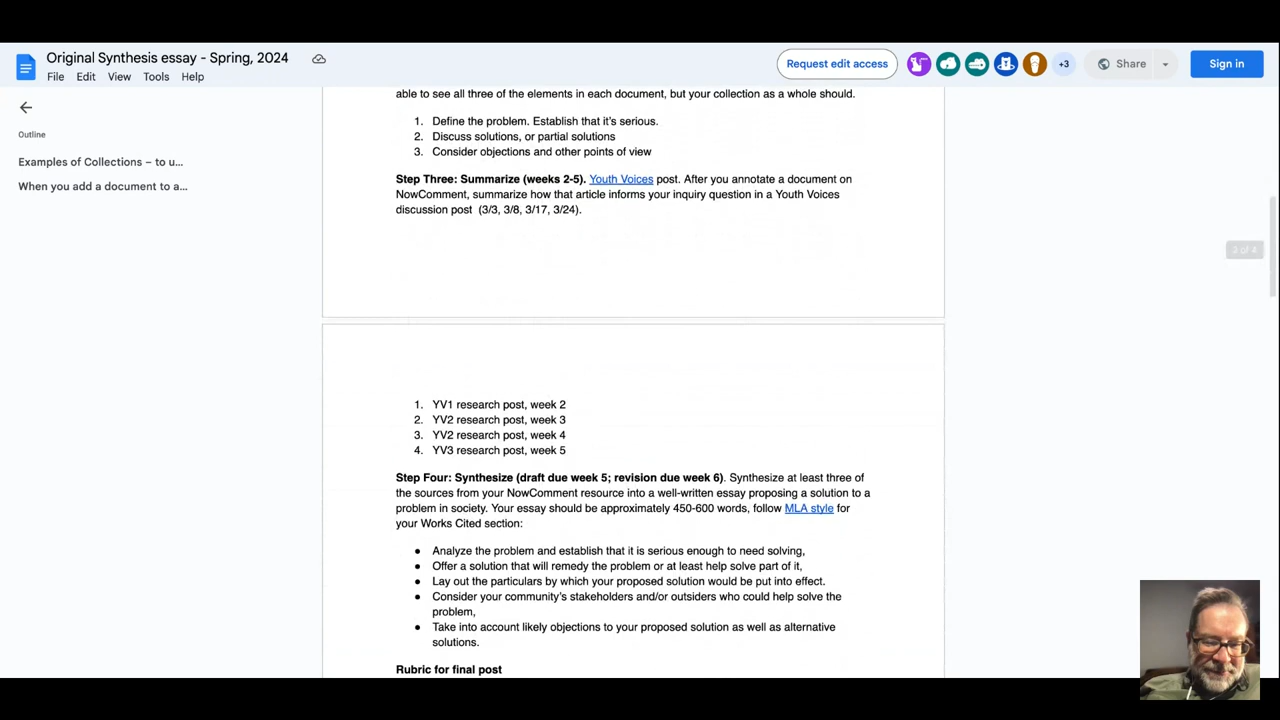 Original Synthesis essay - Spring, 2024
File Edit View Tools Help
Request edit access
+3
Share
Sign in
Outline
Examples of Collections – to u...
When you add a document to a...
able to see all three of the elements in each document, but your collection as a whole should.
1. Define the problem. Establish that it's serious.
2. Discuss solutions, or partial solutions
3. Consider objections and other points of view
Step Three: Summarize (weeks 2-5). Youth Voices post. After you annotate a document on
NowComment, summarize how that article informs your inquiry question in a Youth Voices
discussion post (3/3, 3/8, 3/17, 3/24).
1. YV1 research post, week 2
2. YV2 research post, week 3
3. YV2 research post, week 4
4. YV3 research post, week 5
Step Four: Synthesize (draft due week 5; revision due week 6). Synthesize at least three of
the sources from your NowComment resource into a well-written essay proposing a solution to a
problem in society. Your essay should be approximately 450-600 words, follow MLA style for
your Works Cited section:
● Analyze the problem and establish that it is serious enough to need solving,
● Offer a solution that will remedy the problem or at least help solve part of it,
● Lay out the particulars by which your proposed solution would be put into effect.
● Consider your community's stakeholders and/or outsiders who could help solve the
problem,
● Take into account likely objections to your proposed solution as well as alternative
solutions.
Rubric for final post